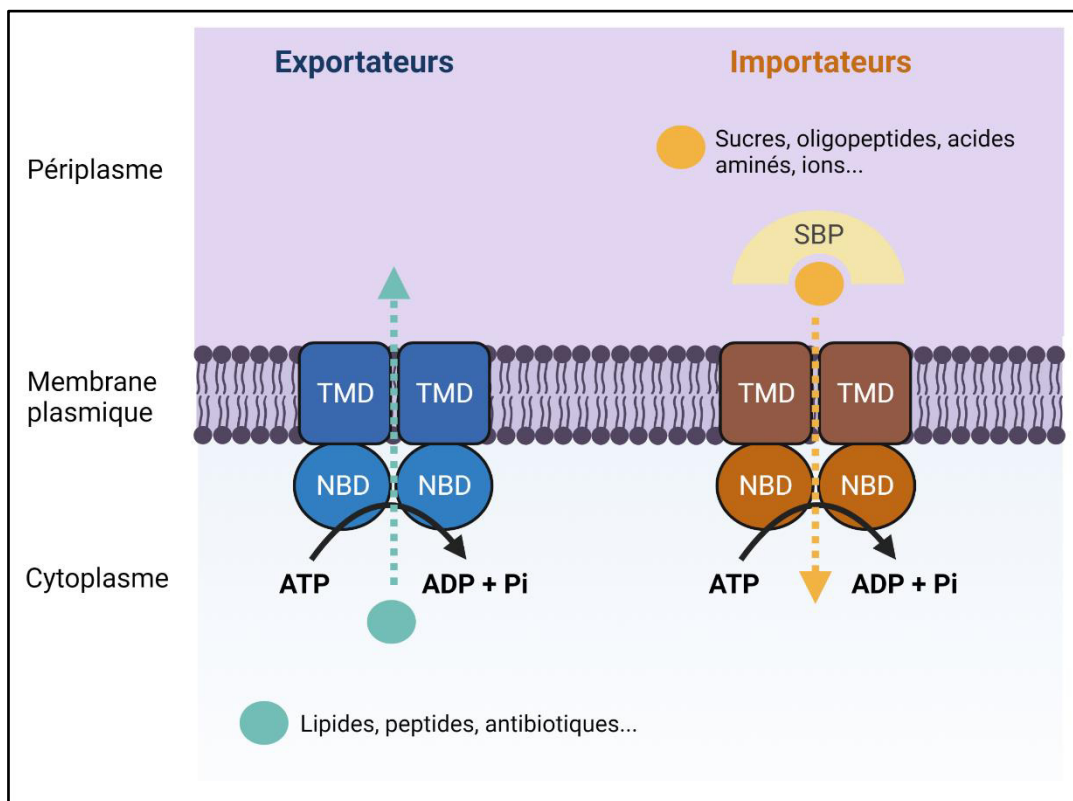 Exportateurs
Importateurs
Sucres, oligopeptides, acides
aminés, ions...
Périplasme
SBP
Membrane
plasmique
TMD TMD
TMD TMD
NBD NBD
NBD NBD
Cytoplasme
ATP ADP + Pi
ATP ADP + Pi
Lipides, peptides, antibiotiques...